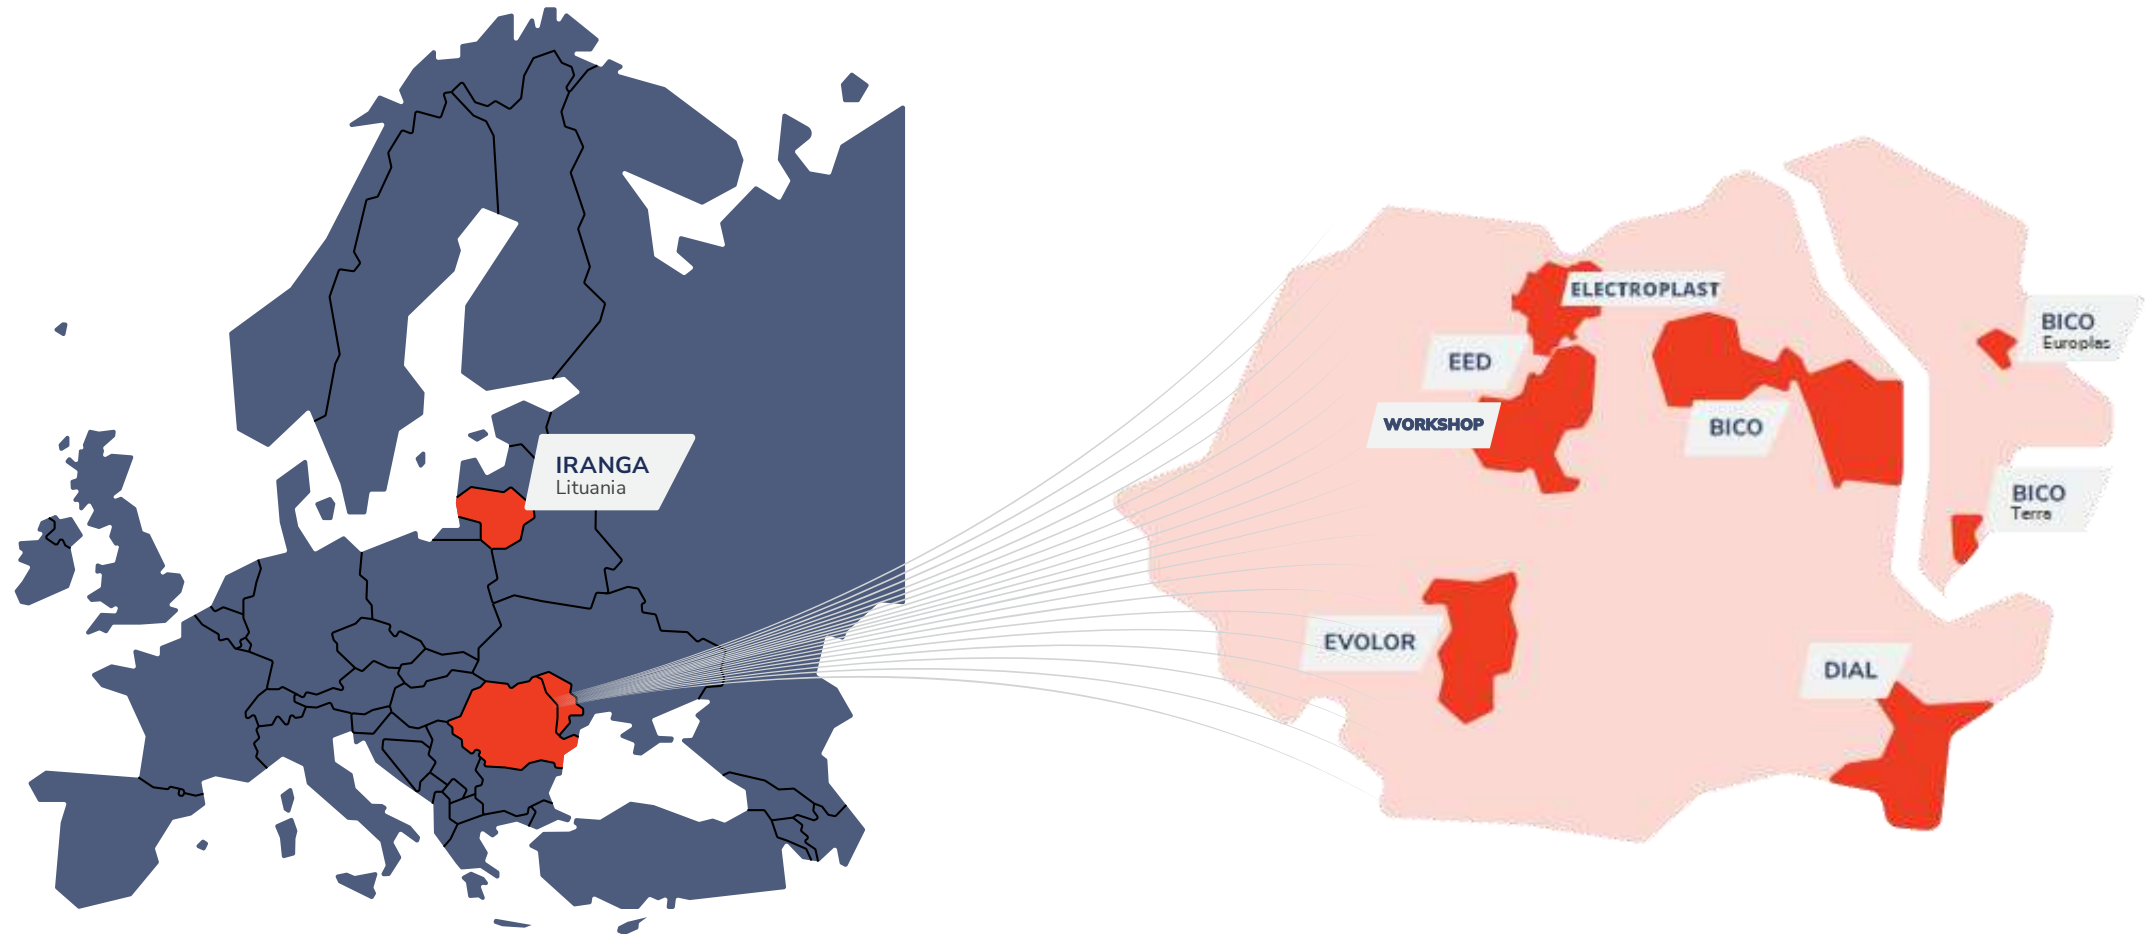 IRANGA
Lituania
ELECTROPLAST
EED
WORKSHOP
BICO
BICO
Europlas
BICO
Terra
EVOLOR
DIAL